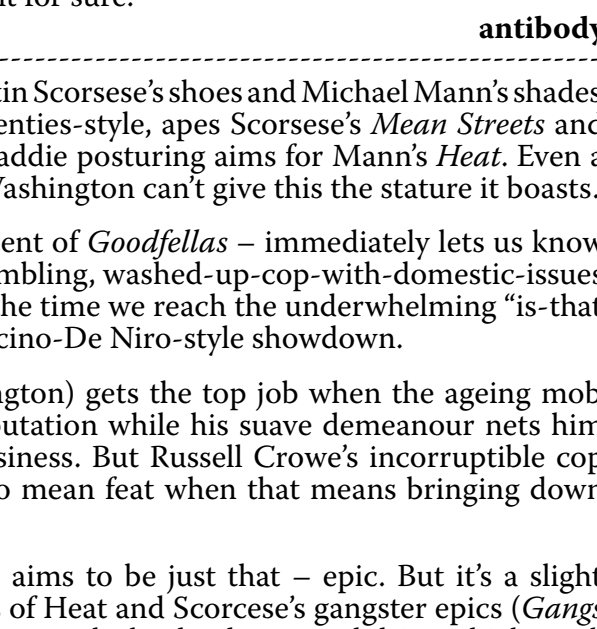 nt for sure.
antibody
tin Scorsese's shoes and Michael Mann's shades
enties-style, apes Scorsese's Mean Streets and
addie posturing aims for Mann's Heat. Even a
Washington can't give this the stature it boasts.
ent of Goodfellas – immediately lets us know
mbling, washed-up-cop-with-domestic-issues
he time we reach the underwhelming “is-that
cino-De Niro-style showdown.
ngton) gets the top job when the ageing mob
putation while his suave demeanour nets him
siness. But Russell Crowe's incorruptible cop
o mean feat when that means bringing down
aims to be just that – epic. But it's a slight
of Heat and Scorcese's gangster epics (Gangs